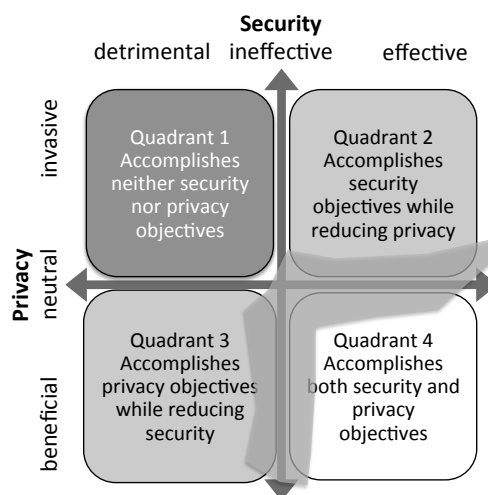 Security
detrimental ineffective effective
invasive
Quadrant 1
Accomplishes
neither security
nor privacy
objectives
Quadrant 2
Accomplishes
security
objectives while
reducing privacy
Privacy
neutral
Quadrant 3
Accomplishes
privacy objectives
while reducing
security
Quadrant 4
Accomplishes
both security and
privacy
objectives
beneficial